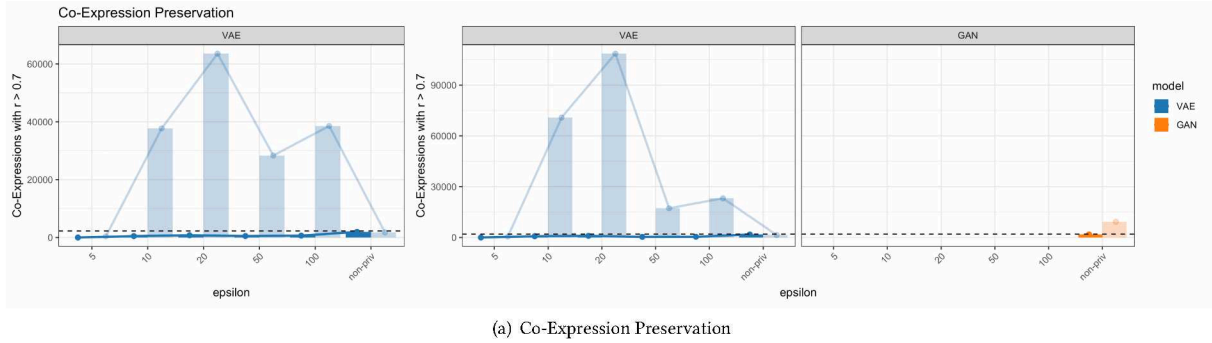 Co-Expression Preservation
VAE
Co-Expressions with r > 0.7
60000
40000
20000
0
5
10
20
50
100
non-priv
epsilon
VAE
GAN
Co-Expressions with r > 0.7
90000
60000
30000
0
5
10
20
50
100
non-priv
5
10
20
50
100
non-priv
epsilon
model
VAE
GAN
(a) Co-Expression Preservation